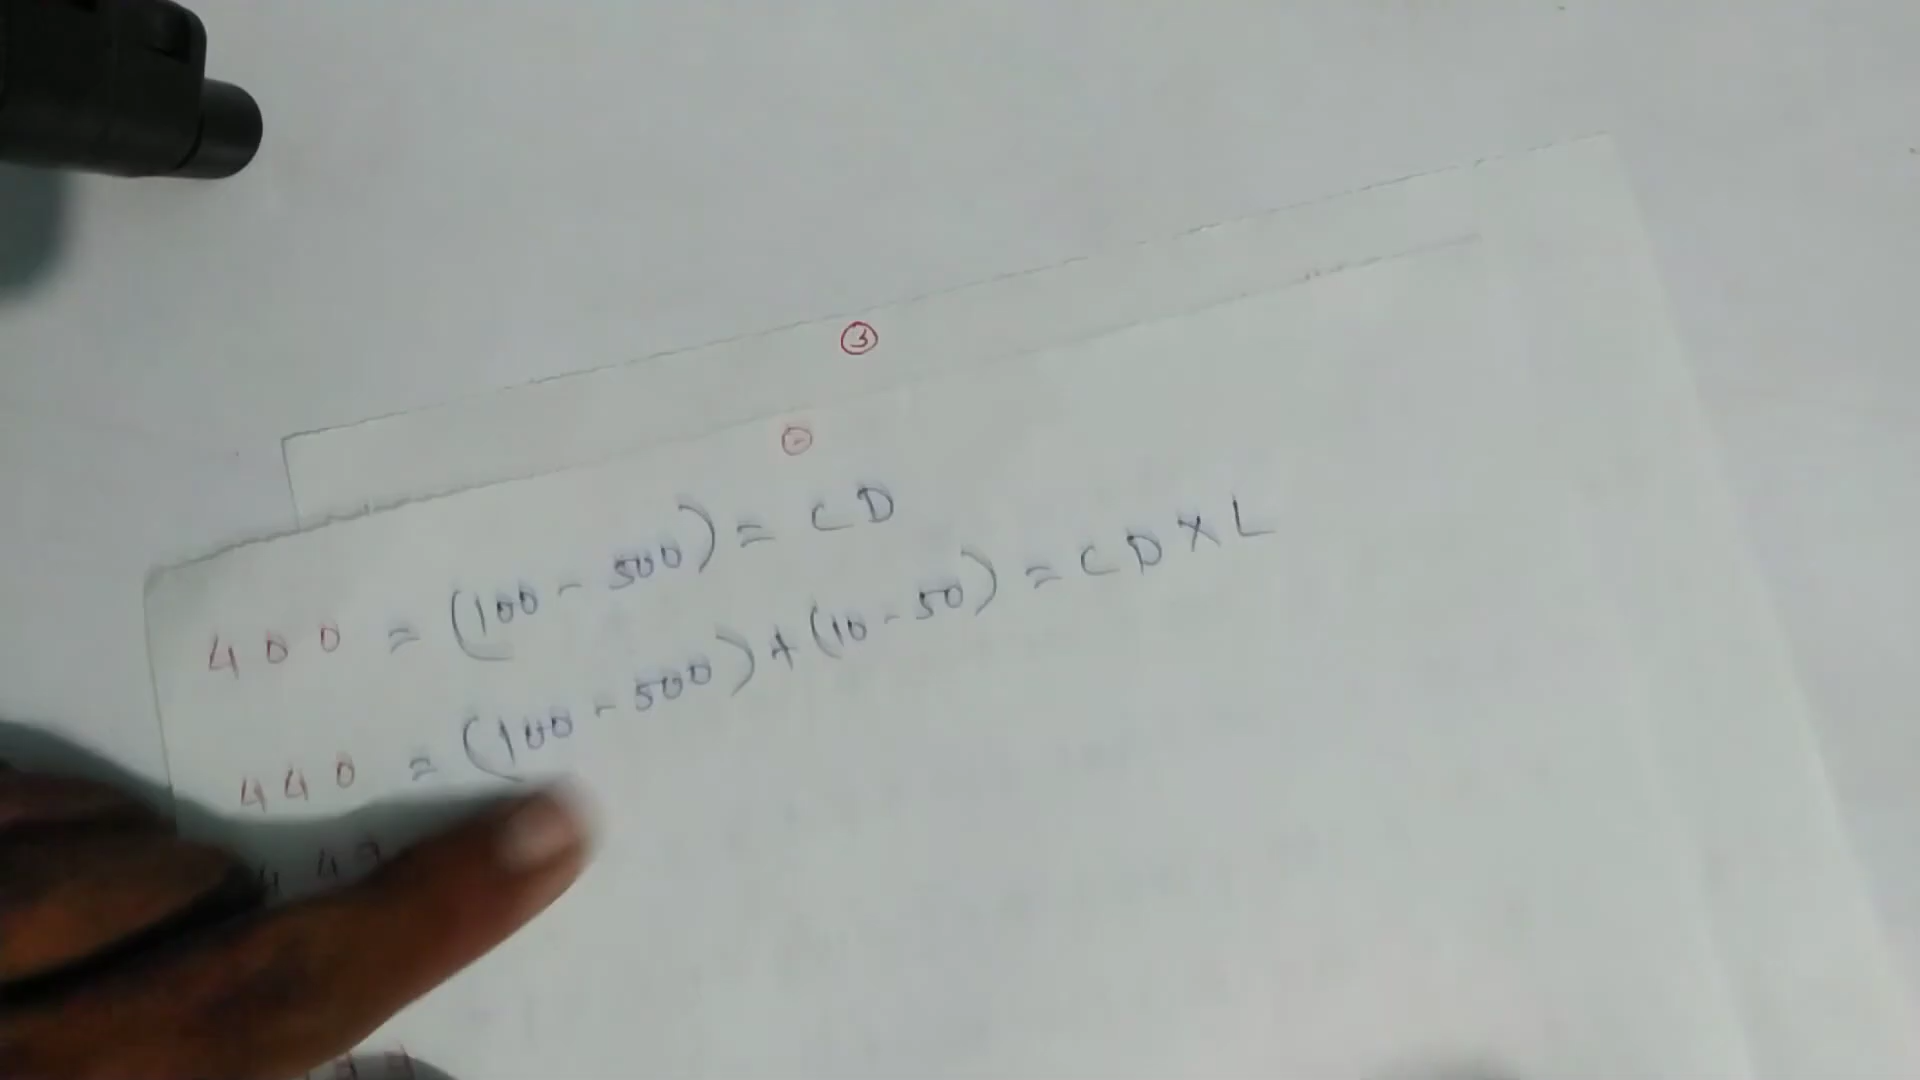 ③
400 = (100 - 500) = CD
440 = (100 - 500) + (10 - 50) = CDXL